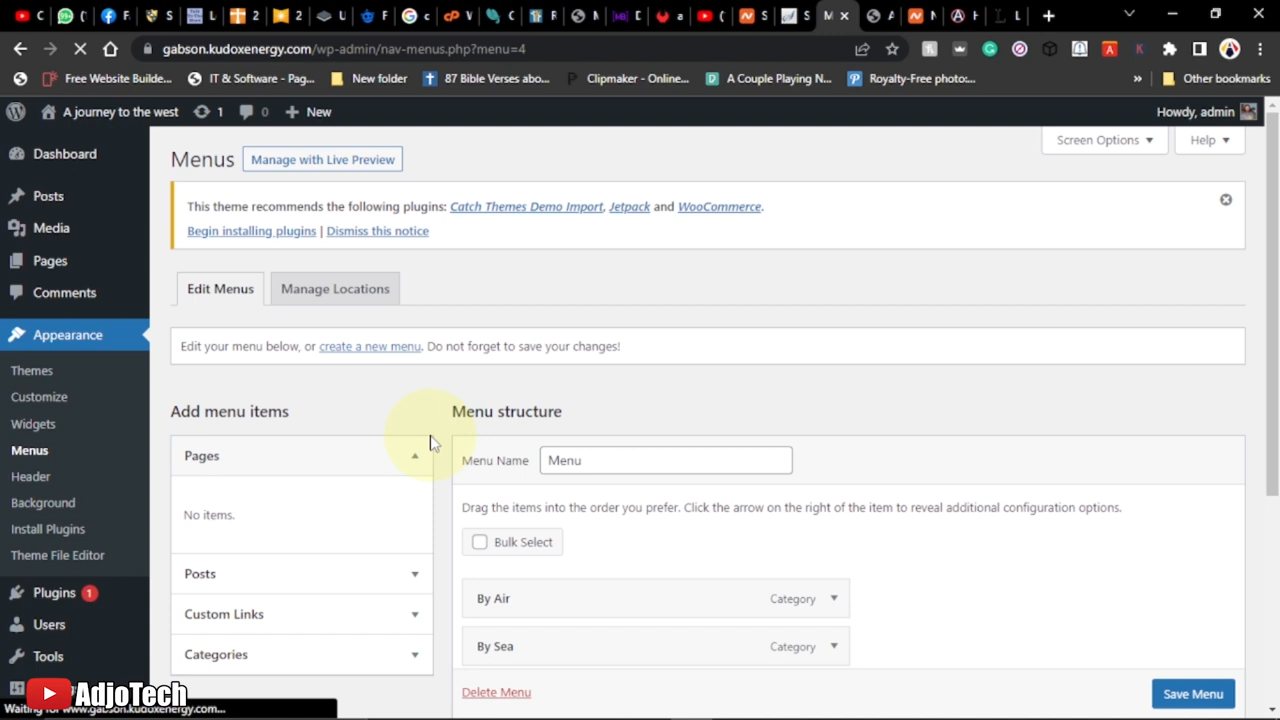 gabson.kudoxenergy.com/wp-admin/nav-menus.php?menu=4
Free Website Builde... IT & Software - Pag... New folder 87 Bible Verses abo... Clipmaker - Online... A Couple Playing N... Royalty-Free photo:... » Other bookmarks
A journey to the west 1 0 New Howdy, admin
Screen Options Help
Menus Manage with Live Preview
This theme recommends the following plugins: Catch Themes Demo Import, Jetpack and WooCommerce.
Begin installing plugins | Dismiss this notice
Edit Menus Manage Locations
Edit your menu below, or create a new menu. Do not forget to save your changes!
Dashboard
Posts
Media
Pages
Comments
Appearance
Themes
Customize
Widgets
Menus
Header
Background
Install Plugins
Theme File Editor
Plugins 1
Users
Tools
Add menu items
Pages
No items.
Posts
Custom Links
Categories
Menu structure
Menu Name Menu
Drag the items into the order you prefer. Click the arrow on the right of the item to reveal additional configuration options.
Bulk Select
By Air Category
By Sea Category
Delete Menu Save Menu
AdjoTech
Waiting for www.gabson.kudoxenergy.com...